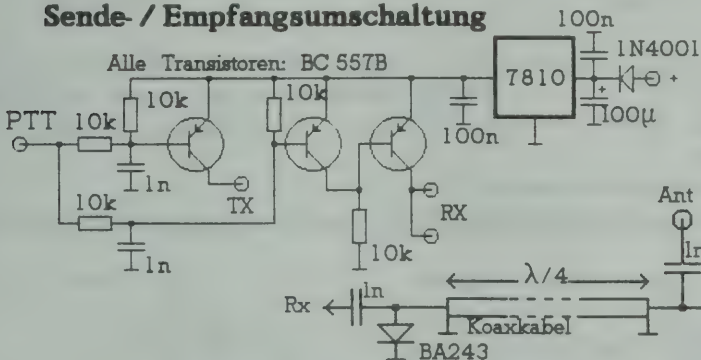 Sende- / Empfangsumschaltung
100n
1N4001
Alle Transistoren: BC 557B
7810
+
+
100µ
10k
10k
PTT
10k
100n
1n
TX
RX
10k
1n
10k
Ant
1n
λ/4
Rx
1n
Koaxkabel
BA243